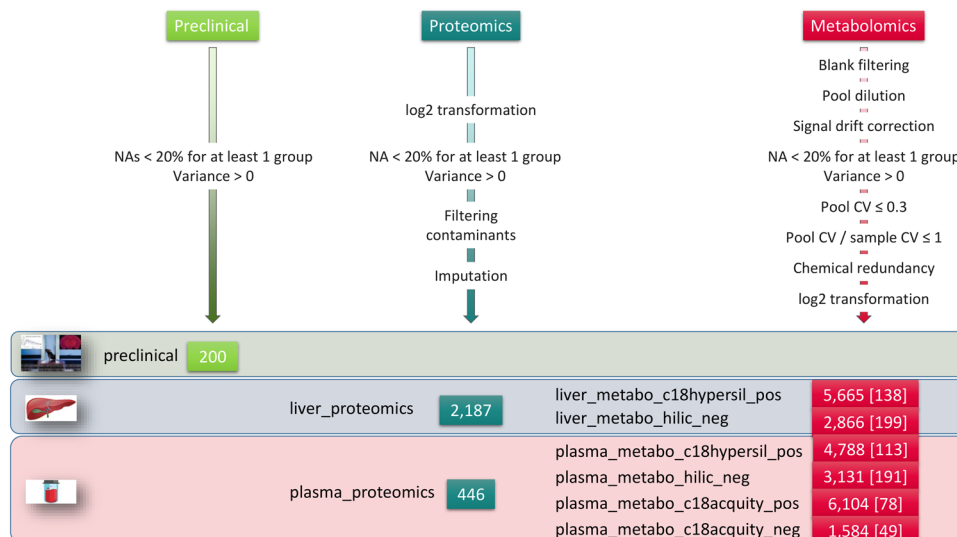 Preclinical
Proteomics
Metabolomics
Blank filtering
Pool dilution
log2 transformation
Signal drift correction
NAs < 20% for at least 1 group
Variance > 0
NA < 20% for at least 1 group
Variance > 0
NA < 20% for at least 1 group
Variance > 0
Pool CV ≤ 0.3
Filtering
contaminants
Pool CV / sample CV ≤ 1
Chemical redundancy
Imputation
log2 transformation
preclinical 200
liver_proteomics 2,187
liver_metabo_c18hypersil_pos 5,665 [138]
liver_metabo_hilic_neg 2,866 [199]
plasma_proteomics 446
plasma_metabo_c18hypersil_pos 4,788 [113]
plasma_metabo_hilic_neg 3,131 [191]
plasma_metabo_c18acquity_pos 6,104 [78]
plasma_metabo_c18acquity_neg 1,584 [49]